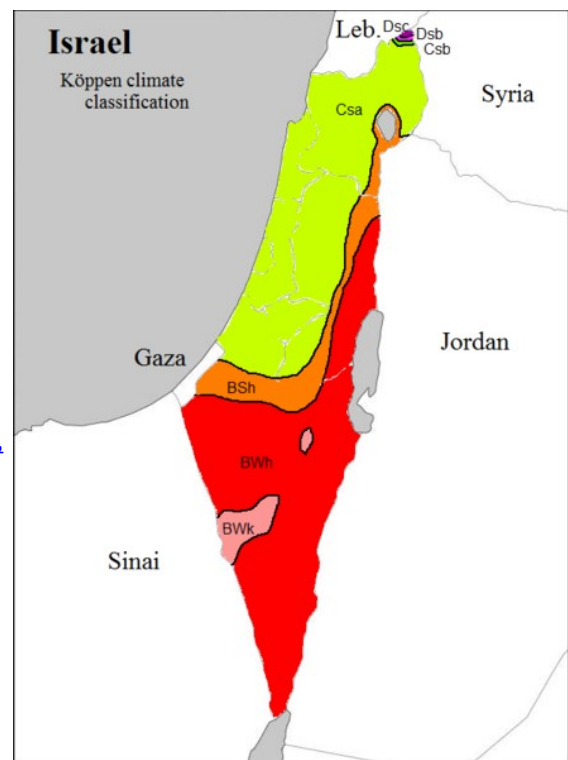 Israel
Köppen climate
classification
Leb.
Dsc
Dsb
Csb
Syria
Csa
Jordan
Gaza
BSh
BWh
BWk
Sinai